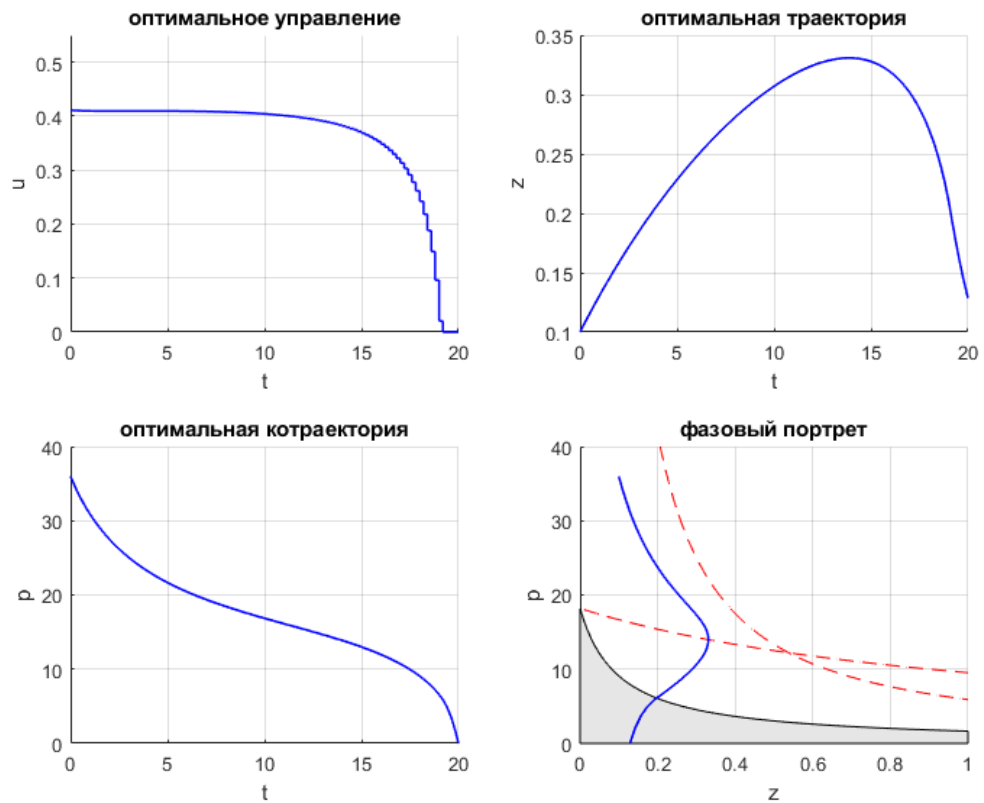 оптимальное управление
0.5
0.4
0.3
0.2
0.1
0
u
0 5 10 15 20
t
оптимальная траектория
0.35
0.3
0.25
0.2
0.15
0.1
z
0 5 10 15 20
t
оптимальная котраектория
40
30
20
10
0
p
0 5 10 15 20
t
фазовый портрет
40
30
20
10
0
p
0 0.2 0.4 0.6 0.8 1
z